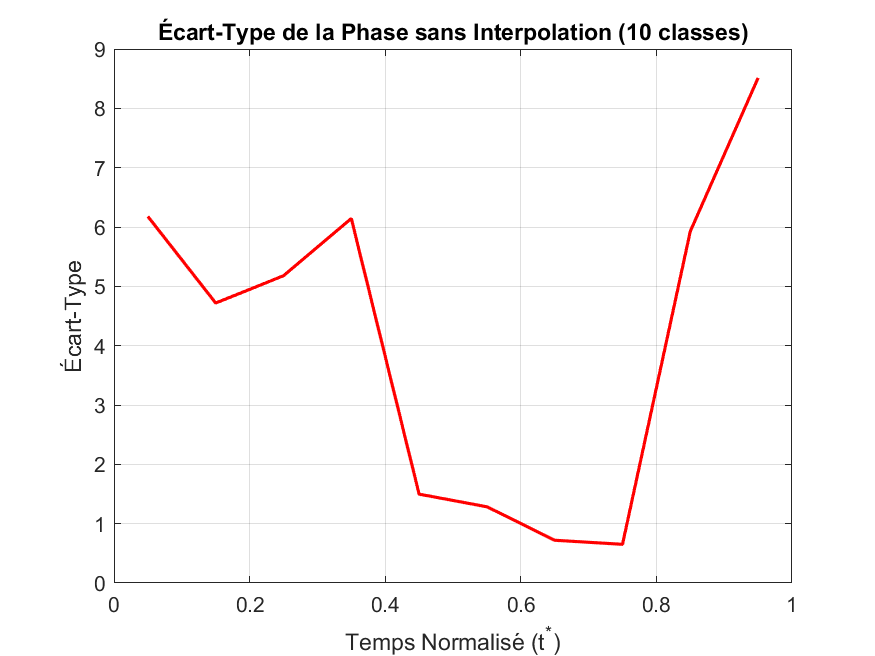 Écart-Type de la Phase sans Interpolation (10 classes)
9
8
7
6
5
4
3
2
1
0
Écart-Type
0 0.2 0.4 0.6 0.8 1
Temps Normalisé (t*)